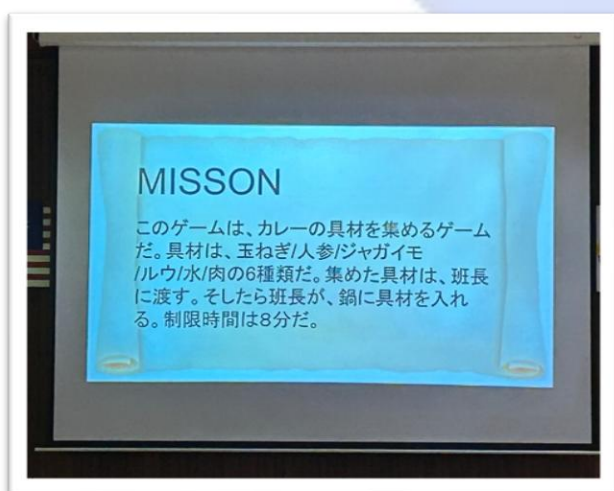 MISSON
このゲームは、カレーの具材を集めるゲーム
だ。具材は、玉ねぎ/人参/ジャガイモ
/ルウ/水/肉の6種類だ。集めた具材は、班長
に渡す。そしたら班長が、鍋に具材を入れ
る。制限時間は8分だ。